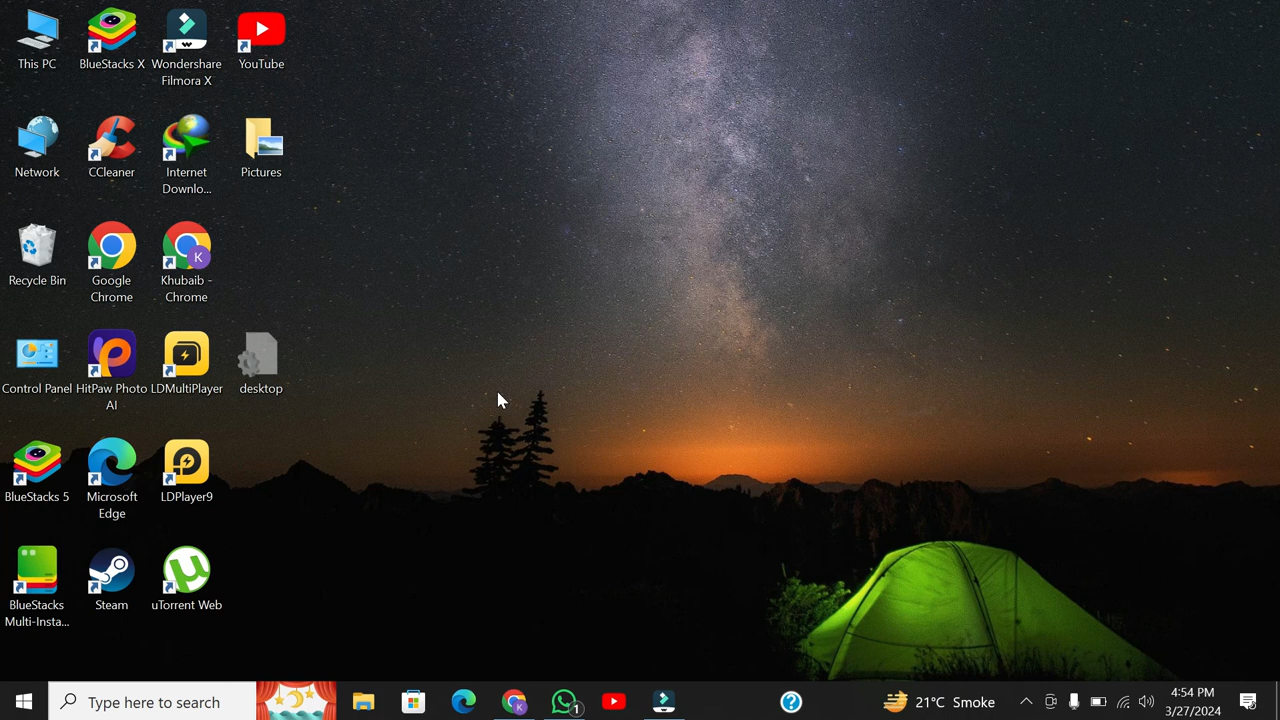 This PC
BlueStacks X
Wondershare
Filmora X
YouTube
Network
CCleaner
Internet
Downlo...
Pictures
Recycle Bin
Google
Chrome
K
Khubaib -
Chrome
Control Panel
HitPaw Photo
AI
LDMultiPlayer
desktop
BlueStacks 5
Microsoft
Edge
LDPlayer9
BlueStacks
Multi-Insta...
Steam
uTorrent Web
Type here to search
K
1
?
21°C Smoke
4:54 PM
3/27/2024